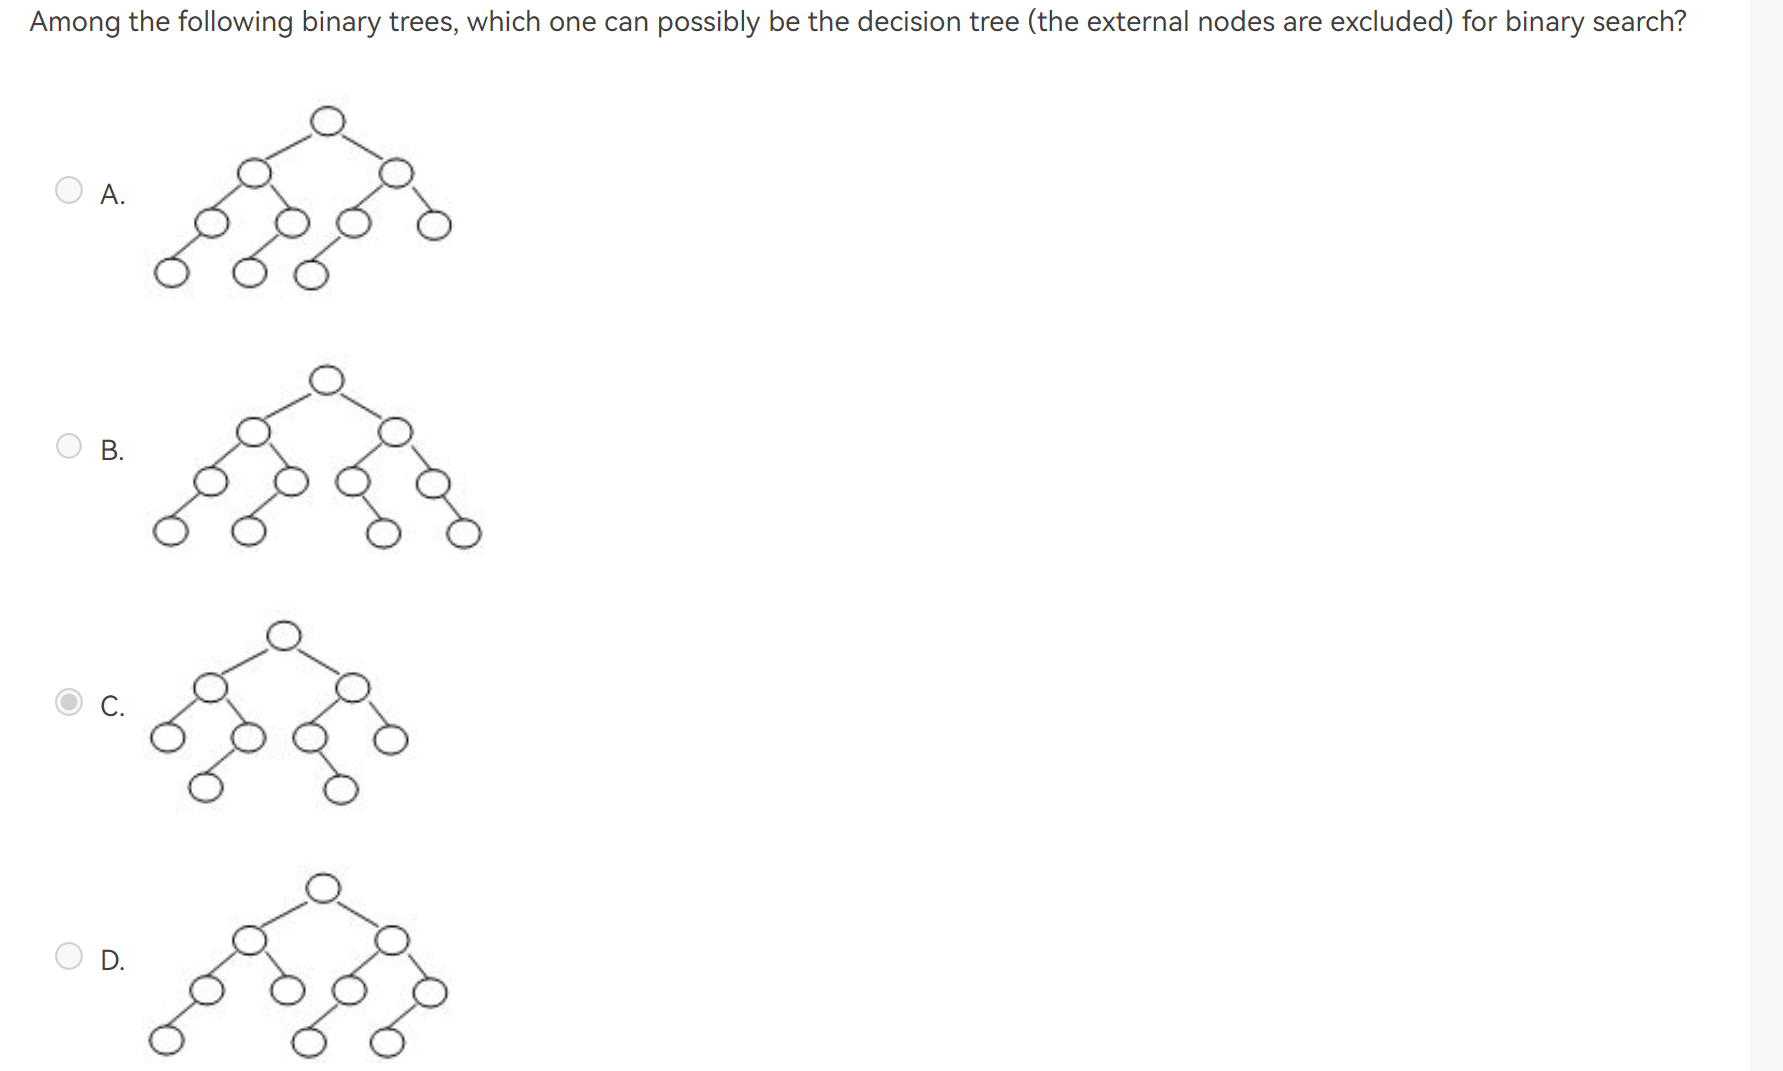 Among the following binary trees, which one can possibly be the decision tree (the external nodes are excluded) for binary search?
A.
B.
C.
D.